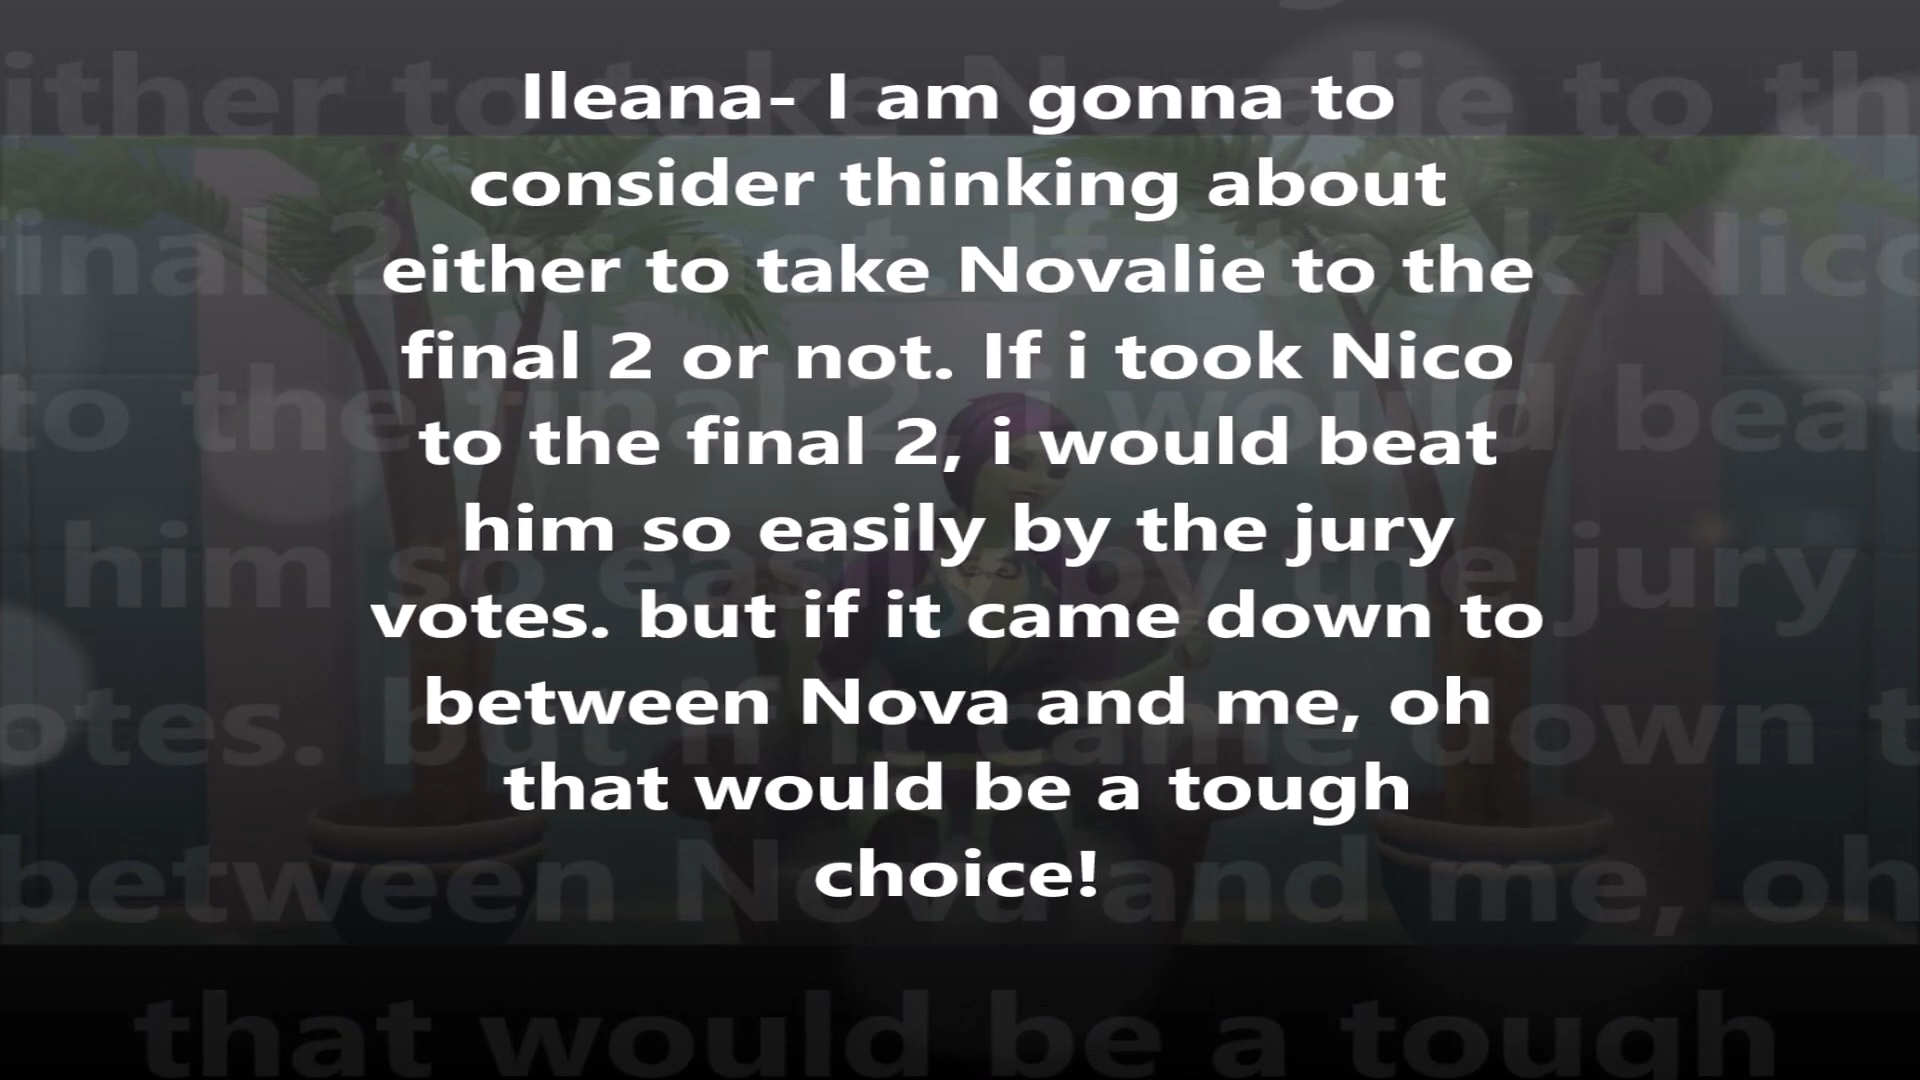 Ileana- I am gonna to
consider thinking about
either to take Novalie to the
final 2 or not. If i took Nico
to the final 2, i would beat
him so easily by the jury
votes. but if it came down to
between Nova and me, oh
that would be a tough
choice!